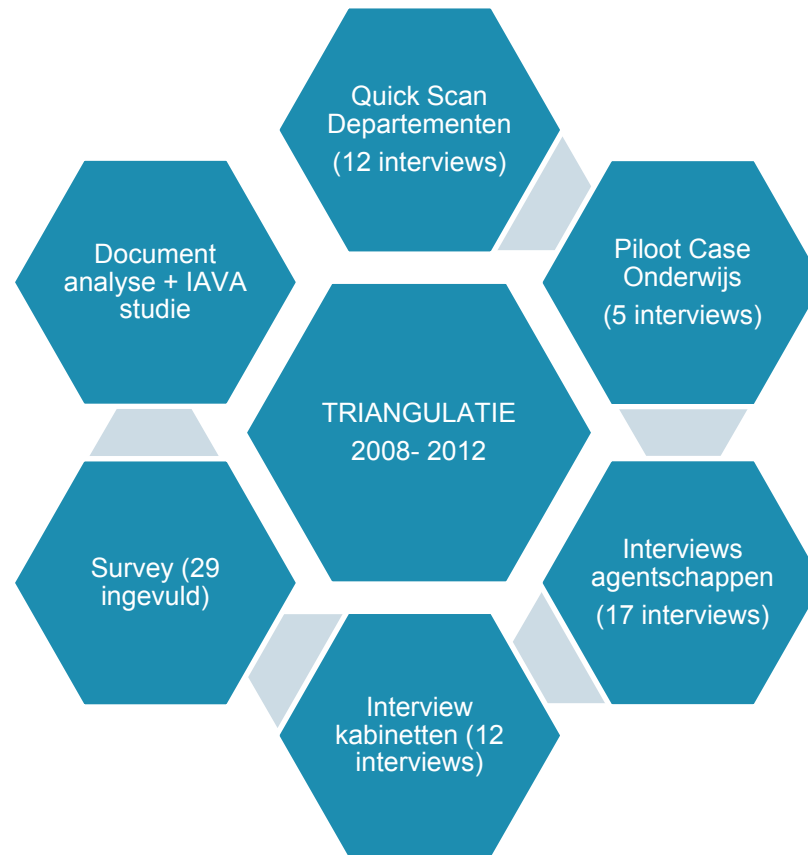 Quick Scan
Departementen
(12 interviews)
Piloot Case
Onderwijs
(5 interviews)
Document
analyse + IAVA
studie
TRIANGULATIE
2008- 2012
Interviews
agentschappen
(17 interviews)
Survey (29
ingevuld)
Interview
kabinetten (12
interviews)